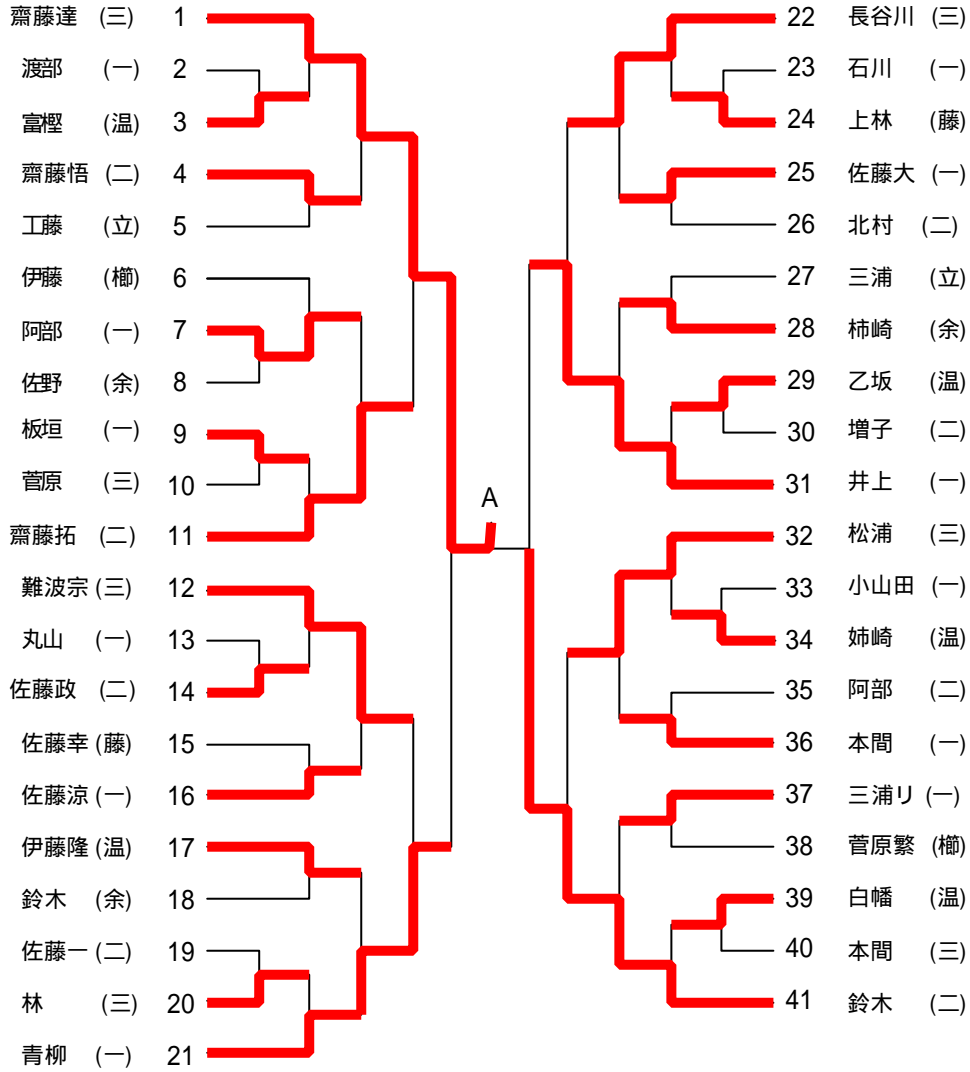 齋藤達 (三) 1
渡部 (一) 2
富樫 (温) 3
齋藤悟 (二) 4
工藤 (立) 5
伊藤 (櫛) 6
阿部 (一) 7
佐野 (余) 8
板垣 (一) 9
菅原 (三) 10
齋藤拓 (二) 11
難波宗 (三) 12
丸山 (一) 13
佐藤政 (二) 14
佐藤幸 (藤) 15
佐藤涼 (一) 16
伊藤隆 (温) 17
鈴木 (余) 18
佐藤一 (二) 19
林 (三) 20
青柳 (一) 21
A
22 長谷川 (三)
23 石川 (一)
24 上林 (藤)
25 佐藤大 (一)
26 北村 (二)
27 三浦 (立)
28 柿崎 (余)
29 乙坂 (温)
30 増子 (二)
31 井上 (一)
32 松浦 (三)
33 小山田 (一)
34 姉崎 (温)
35 阿部 (二)
36 本間 (一)
37 三浦リ (一)
38 菅原繁 (櫛)
39 白幡 (温)
40 本間 (三)
41 鈴木 (二)